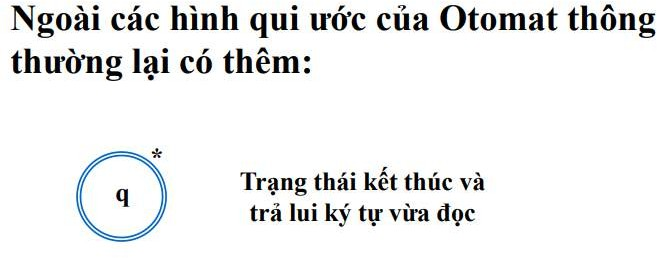 Ngoài các hình qui ước của Otomat thông
thường lại có thêm:
*
q
Trạng thái kết thúc và
trả lui ký tự vừa đọc